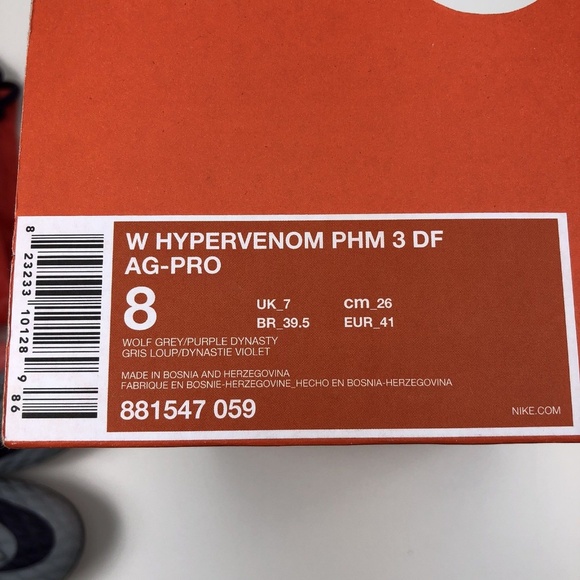 W HYPERVENOM PHM 3 DF
AG-PRO
8
UK_7 cm_26
BR_39.5 EUR_41
WOLF GREY/PURPLE DYNASTY
GRIS LOUP/DYNASTIE VIOLET
MADE IN BOSNIA AND HERZEGOVINA
FABRIQUE EN BOSNIE-HERZEGOVINE_HECHO EN BOSNIA-HERZEGOVINA
881547 059
NIKE.COM
8 23233 10128 9 86